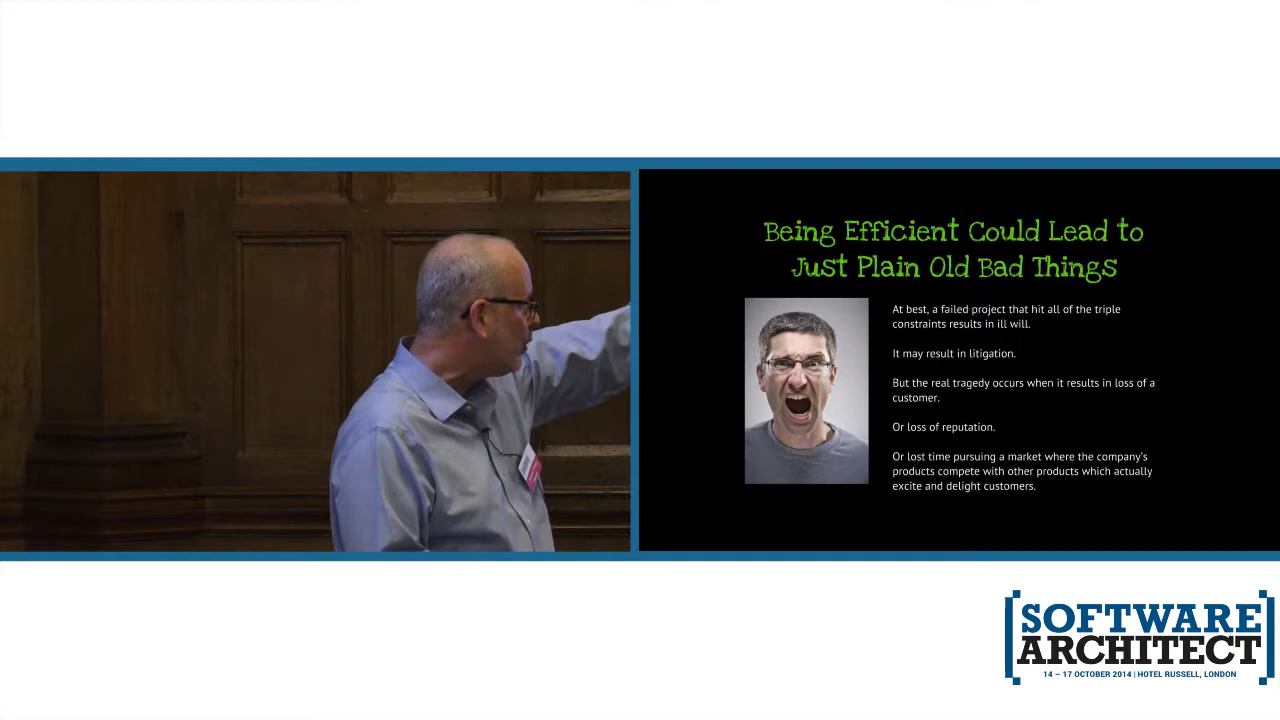 Being Efficient Could Lead to
Just Plain Old Bad Things
At best, a failed project that hit all of the triple
constraints results in ill will.
It may result in litigation.
But the real tragedy occurs when it results in loss of a
customer.
Or loss of reputation.
Or lost time pursuing a market where the company's
products compete with other products which actually
excite and delight customers.
SOFTWARE
ARCHITECT
14 – 17 OCTOBER 2014 | HOTEL RUSSELL, LONDON